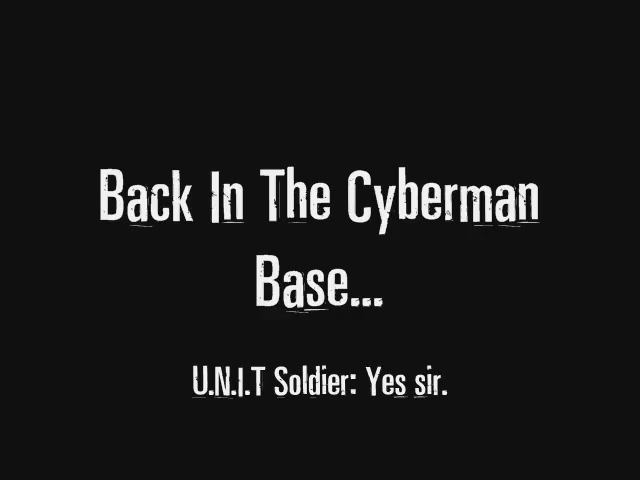 Back In The Cyberman
Base...
U.N.I.T Soldier: Yes sir.